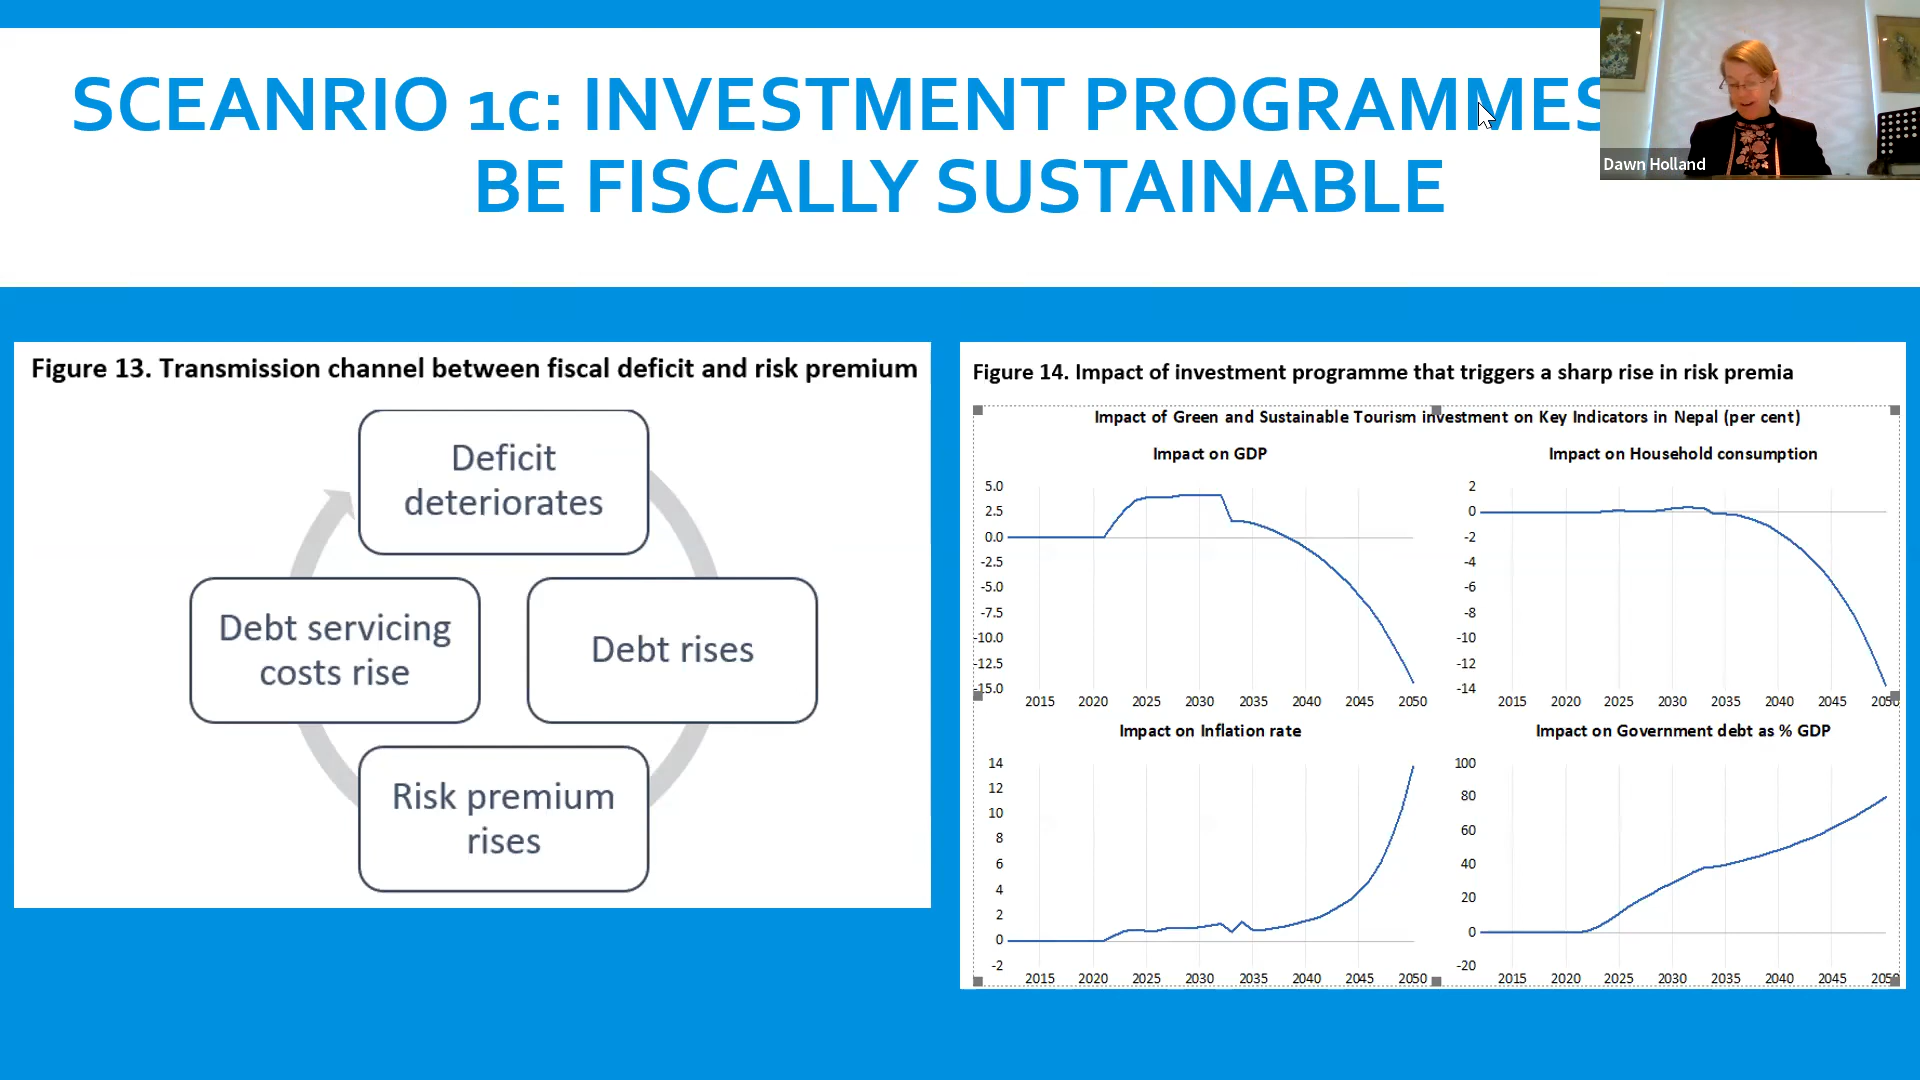 SCEANRIO 1c: INVESTMENT PROGRAMMES
BE FISCALLY SUSTAINABLE
Dawn Holland
Figure 13. Transmission channel between fiscal deficit and risk premium
Deficit
deteriorates
Debt servicing
costs rise
Debt rises
Risk premium
rises
Figure 14. Impact of investment programme that triggers a sharp rise in risk premia
Impact of Green and Sustainable Tourism investment on Key Indicators in Nepal (per cent)
Impact on GDP
5.0
2.5
0.0
-2.5
-5.0
-7.5
-10.0
-12.5
-15.0
2015 2020 2025 2030 2035 2040 2045 2050
Impact on Household consumption
2
0
-2
-4
-6
-8
-10
-12
-14
2015 2020 2025 2030 2035 2040 2045 2050
Impact on Inflation rate
14
12
10
8
6
4
2
0
-2
2015 2020 2025 2030 2035 2040 2045 2050
Impact on Government debt as % GDP
100
80
60
40
20
0
-20
2015 2020 2025 2030 2035 2040 2045 2050